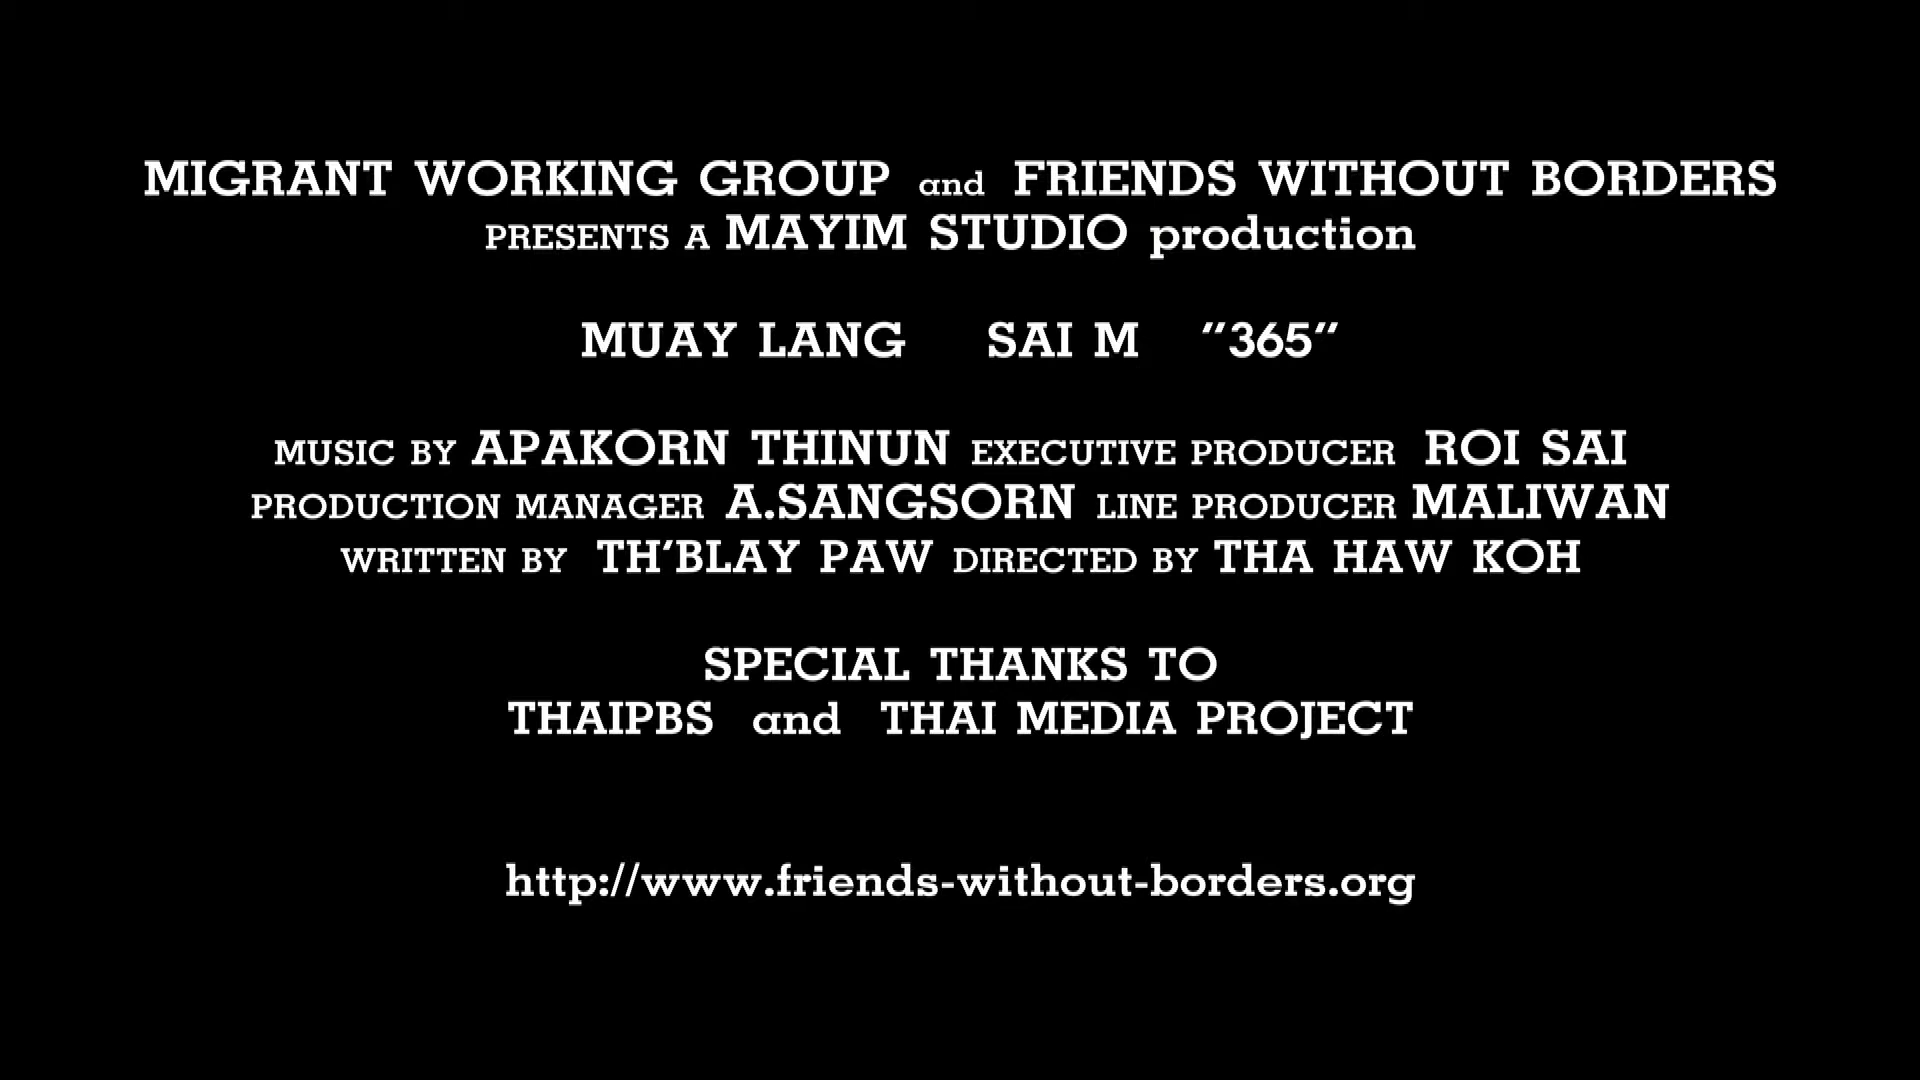 MIGRANT WORKING GROUP and FRIENDS WITHOUT BORDERS
PRESENTS A MAYIM STUDIO production
MUAY LANG SAI M "365"
MUSIC BY APAKORN THINUN EXECUTIVE PRODUCER ROI SAI
PRODUCTION MANAGER A.SANGSORN LINE PRODUCER MALIWAN
WRITTEN BY TH'BLAY PAW DIRECTED BY THA HAW KOH
SPECIAL THANKS TO
THAIPBS and THAI MEDIA PROJECT
http://www.friends-without-borders.org